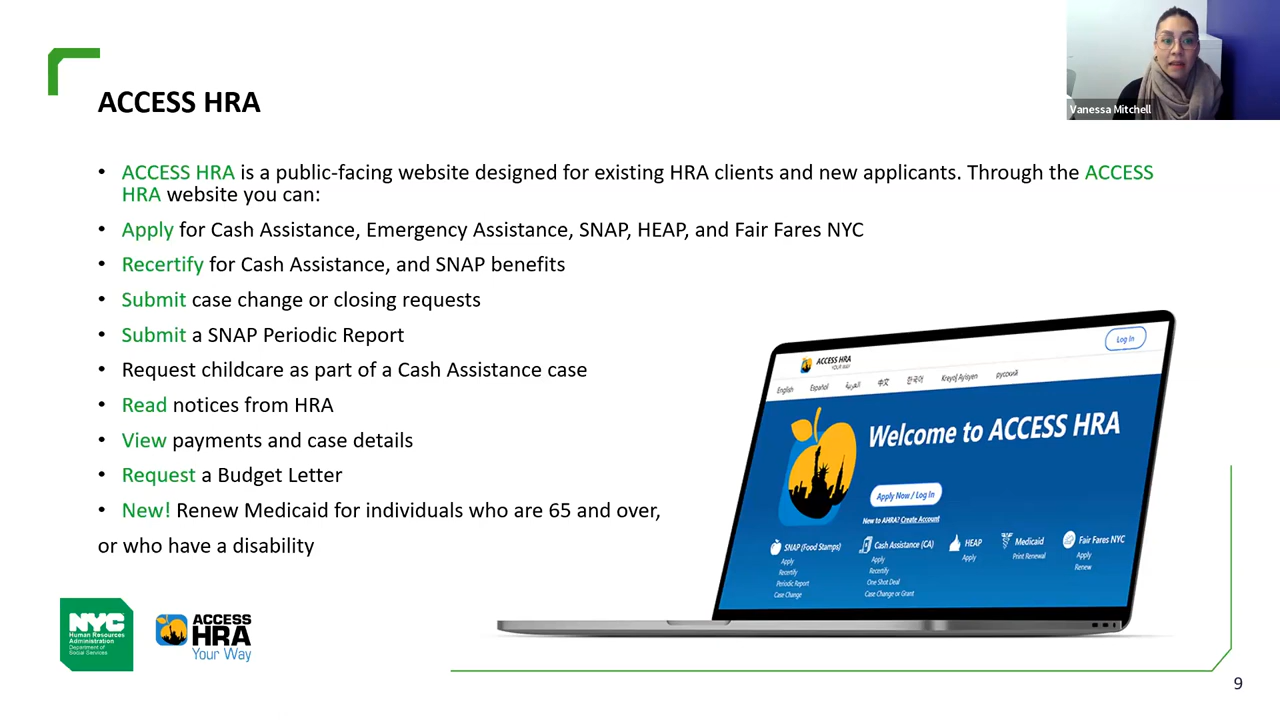 Vanessa Mitchell
ACCESS HRA
• ACCESS HRA is a public-facing website designed for existing HRA clients and new applicants. Through the ACCESS
HRA website you can:
• Apply for Cash Assistance, Emergency Assistance, SNAP, HEAP, and Fair Fares NYC
• Recertify for Cash Assistance, and SNAP benefits
• Submit case change or closing requests
• Submit a SNAP Periodic Report
• Request childcare as part of a Cash Assistance case
• Read notices from HRA
• View payments and case details
• Request a Budget Letter
• New! Renew Medicaid for individuals who are 65 and over,
or who have a disability
ACCESS HRA
YOUR WAY
Log In
English Español العربية 中文 한국어 Kreyòl Ayisyen русский
Welcome to ACCESS HRA
Apply Now / Log In
New to AHRA? Create Account
SNAP (Food Stamps)
Apply
Recertify
Periodic Report
Case Change
Cash Assistance (CA)
Apply
Recertify
One Shot Deal
Case Change or Grant
HEAP
Apply
Medicaid
Print Renewal
Fair Fares NYC
Apply
Renew
NYC
Human Resources
Administration
Department of
Social Services
ACCESS
HRA
Your Way
9